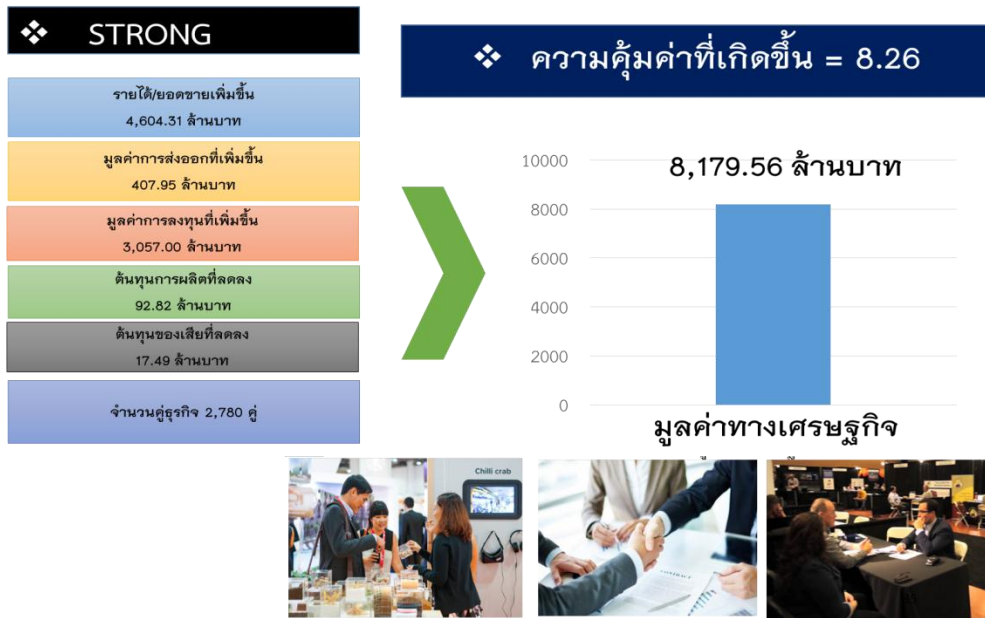 ❖ STRONG
รายได้/ยอดขายเพิ่มขึ้น
4,604.31 ล้านบาท
มูลค่าการส่งออกที่เพิ่มขึ้น
407.95 ล้านบาท
มูลค่าการลงทุนที่เพิ่มขึ้น
3,057.00 ล้านบาท
ต้นทุนการผลิตที่ลดลง
92.82 ล้านบาท
ต้นทุนของเสียที่ลดลง
17.49 ล้านบาท
จำนวนคู่ธุรกิจ 2,780 คู่
❖ ความคุ้มค่าที่เกิดขึ้น = 8.26
8,179.56 ล้านบาท
10000
8000
6000
4000
2000
0
มูลค่าทางเศรษฐกิจ
Chilli crab
CONTRACT